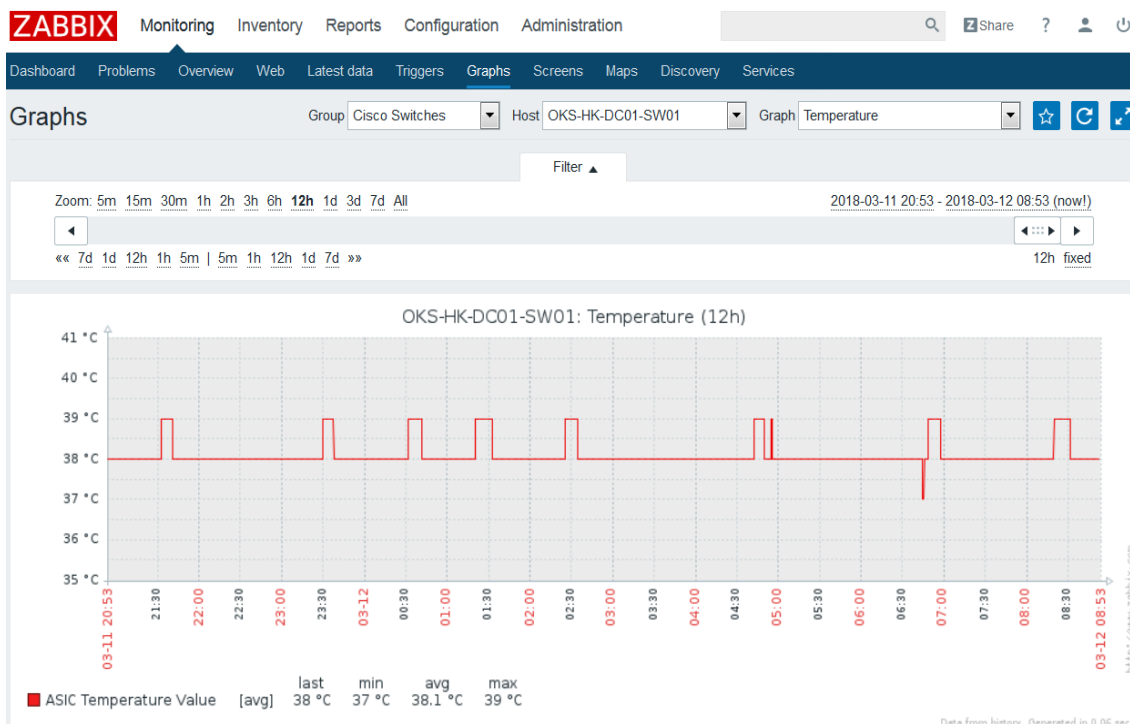 ZABBIX Monitoring Inventory Reports Configuration Administration Z Share ?
Dashboard Problems Overview Web Latest data Triggers Graphs Screens Maps Discovery Services
Graphs Group Cisco Switches Host OKS-HK-DC01-SW01 Graph Temperature
Filter ▲
Zoom: 5m 15m 30m 1h 2h 3h 6h 12h 1d 3d 7d All 2018-03-11 20:53 - 2018-03-12 08:53 (now!)
«« 7d 1d 12h 1h 5m | 5m 1h 12h 1d 7d »» 12h fixed
OKS-HK-DC01-SW01: Temperature (12h)
41 °C
40 °C
39 °C
38 °C
37 °C
36 °C
35 °C
03-11 20:53 21:30 22:00 22:30 23:00 23:30 03-12 00:30 01:00 01:30 02:00 02:30 03:00 03:30 04:00 04:30 05:00 05:30 06:00 06:30 07:00 07:30 08:00 08:30 03-12 08:53
last min avg max
ASIC Temperature Value [avg] 38 °C 37 °C 38.1 °C 39 °C